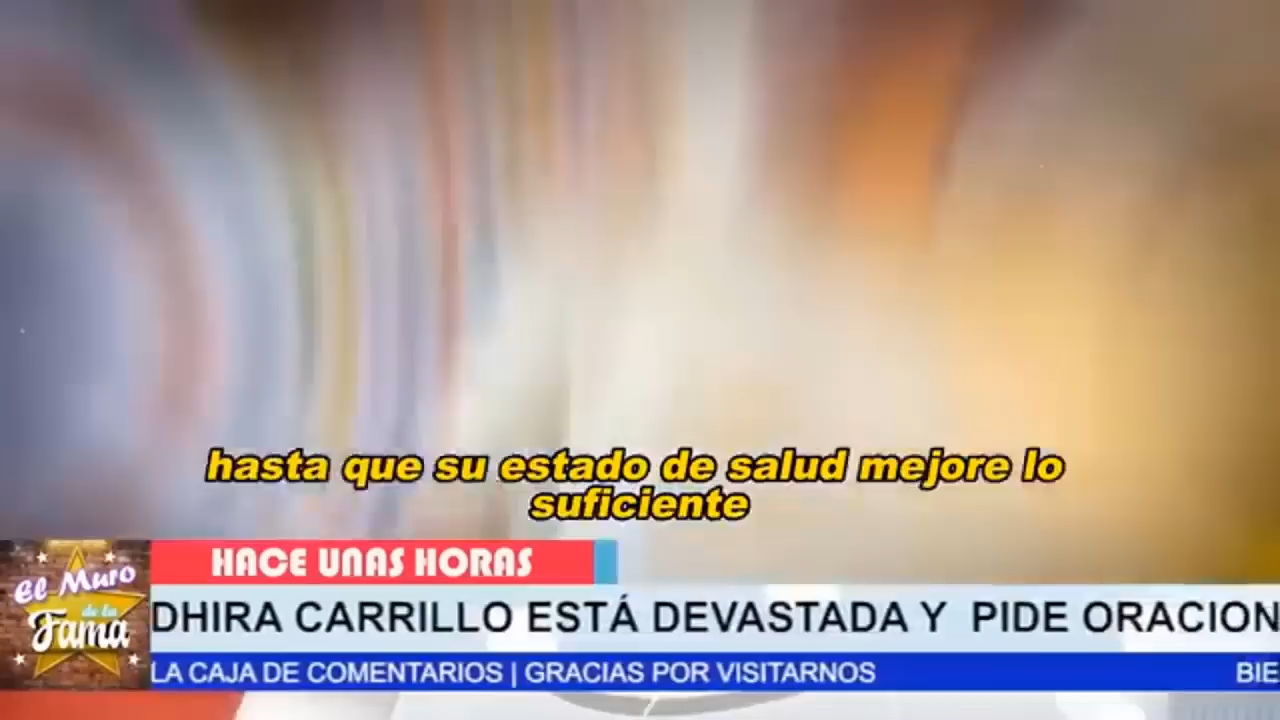 hasta que su estado de salud mejore lo
suficiente
HACE UNAS HORAS
El Muro
de la
Fama
DHIRA CARRILLO ESTÁ DEVASTADA Y PIDE ORACION
LA CAJA DE COMENTARIOS | GRACIAS POR VISITARNOS BIE